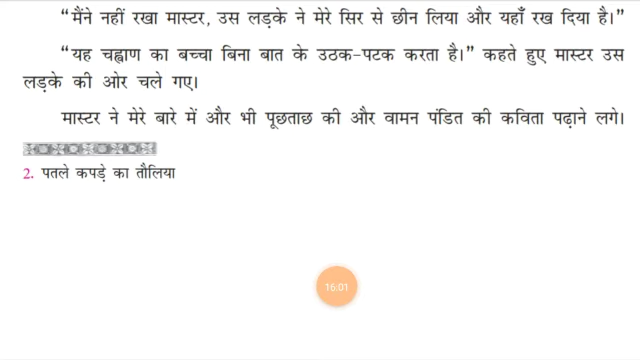 “मैंने नहीं रखा मास्टर, उस लड़के ने मेरे सिर से छीन लिया और यहाँ रख दिया है।”
“यह चह्वाण का बच्चा बिना बात के उठक-पटक करता है।” कहते हुए मास्टर उस
लड़के की ओर चले गए।
मास्टर ने मेरे बारे में और भी पूछताछ की और वामन पंडित की कविता पढ़ाने लगे।
2. पतले कपड़े का तौलिया
16:01